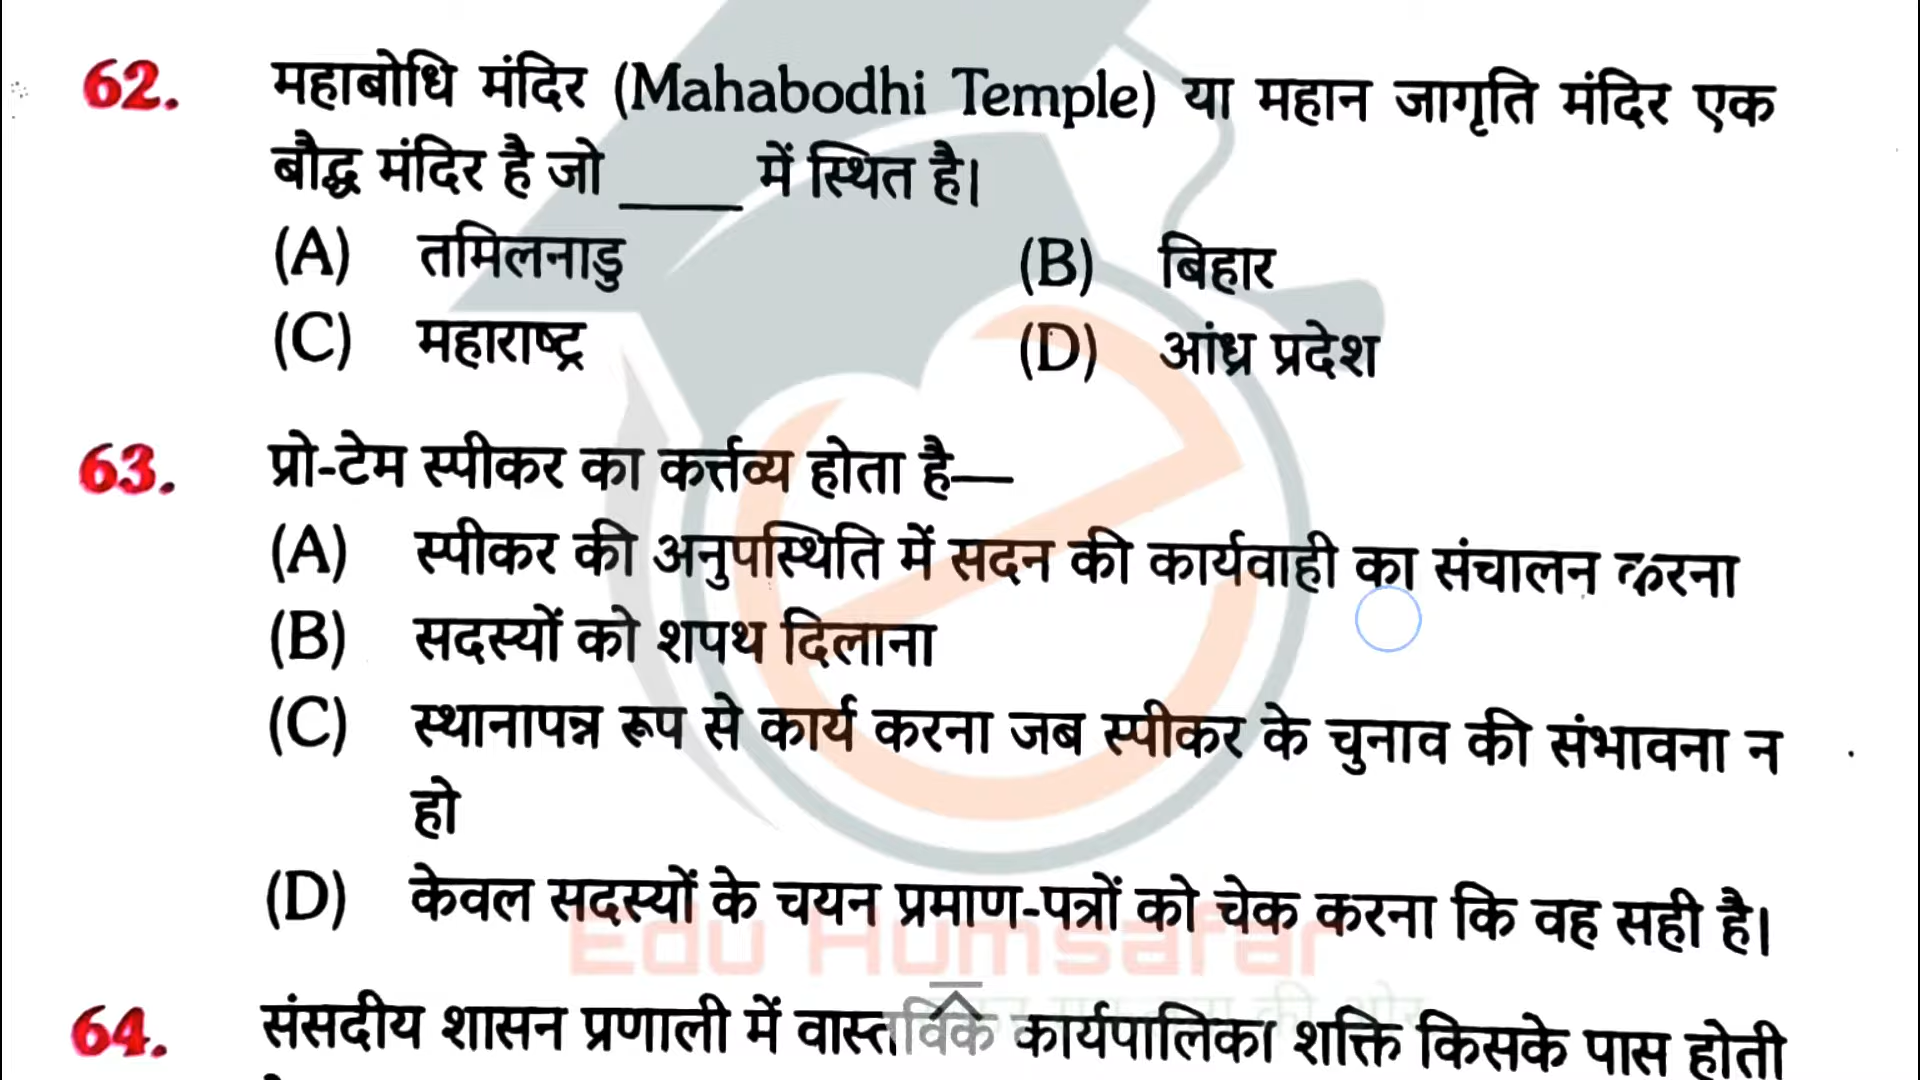 62. महाबोधि मंदिर (Mahabodhi Temple) या महान जागृति मंदिर एक
बौद्ध मंदिर है जो ____ में स्थित है।
(A) तमिलनाडु (B) बिहार
(C) महाराष्ट्र (D) आंध्र प्रदेश
63. प्रो-टेम स्पीकर का कर्त्तव्य होता है—
(A) स्पीकर की अनुपस्थिति में सदन की कार्यवाही का संचालन करना
(B) सदस्यों को शपथ दिलाना
(C) स्थानापन्न रूप से कार्य करना जब स्पीकर के चुनाव की संभावना न
हो
(D) केवल सदस्यों के चयन प्रमाण-पत्रों को चेक करना कि वह सही है।
Edu Humsafar
की ओर
64. संसदीय शासन प्रणाली में वास्तविक कार्यपालिका शक्ति किसके पास होती